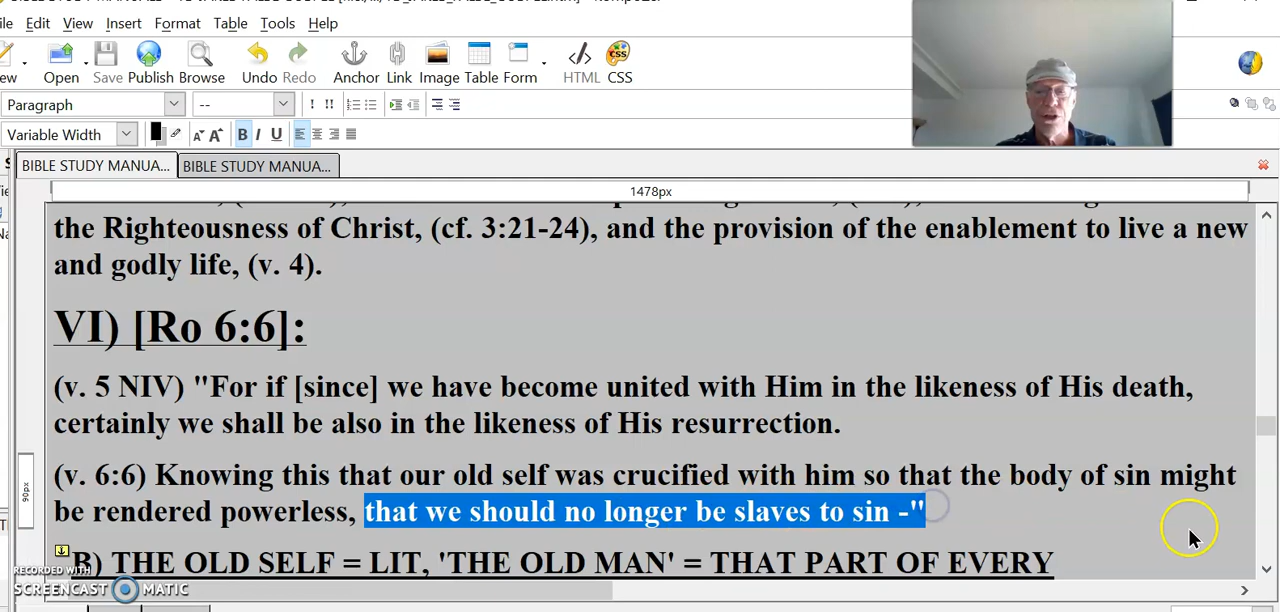 Edit View Insert Format Table Tools Help
Open Save Publish Browse Undo Redo Anchor Link Image Table Form HTML CSS
Paragraph -- ! !!
Variable Width A A B I U
BIBLE STUDY MANUA... BIBLE STUDY MANUA...
1478px
the Righteousness of Christ, (cf. 3:21-24), and the provision of the enablement to live a new
and godly life, (v. 4).
VI) [Ro 6:6]:
(v. 5 NIV) "For if [since] we have become united with Him in the likeness of His death,
certainly we shall be also in the likeness of His resurrection.
(v. 6:6) Knowing this that our old self was crucified with him so that the body of sin might
be rendered powerless, that we should no longer be slaves to sin -"
90px
B) THE OLD SELF = LIT, 'THE OLD MAN' = THAT PART OF EVERY
RECORDED WITH
SCREENCAST MATIC